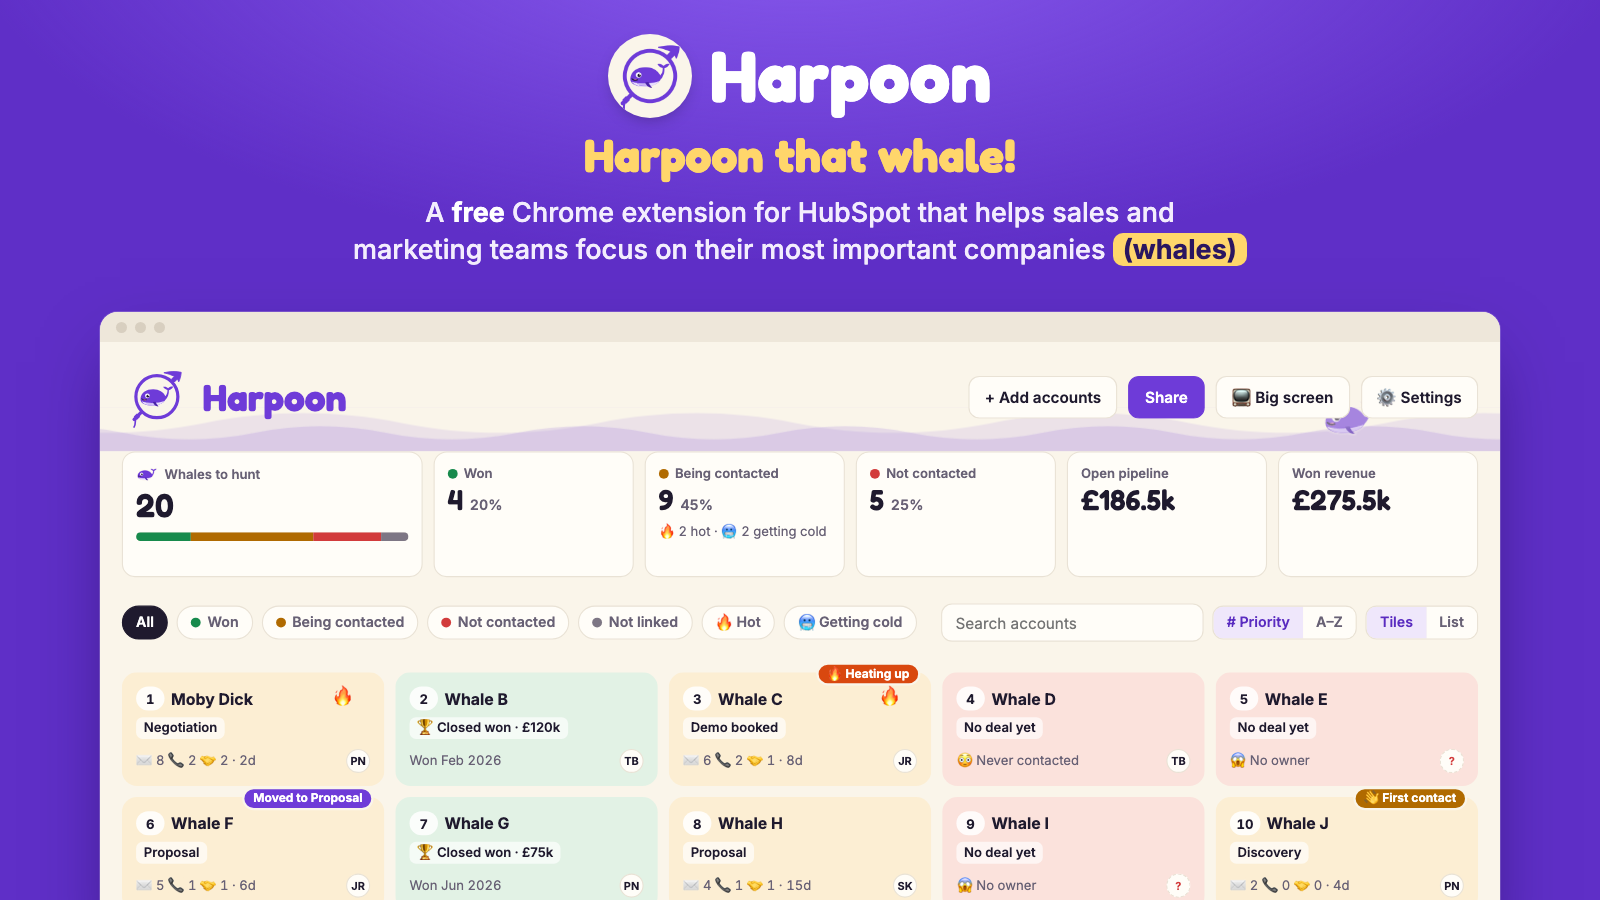 Harpoon
Harpoon that whale!
A free Chrome extension for HubSpot that helps sales and
marketing teams focus on their most important companies (whales)
Harpoon
+ Add accounts
Share
Big screen
Settings
Whales to hunt
20
Won
4 20%
Being contacted
9 45%
2 hot · 2 getting cold
Not contacted
5 25%
Open pipeline
£186.5k
Won revenue
£275.5k
All
Won
Being contacted
Not contacted
Not linked
Hot
Getting cold
Search accounts
# Priority
A–Z
Tiles
List
1 Moby Dick
Negotiation
8 2 2 · 2d
PN
2 Whale B
Closed won · £120k
Won Feb 2026
TB
Heating up
3 Whale C
Demo booked
6 2 1 · 8d
JR
4 Whale D
No deal yet
Never contacted
TB
5 Whale E
No deal yet
No owner
?
Moved to Proposal
6 Whale F
Proposal
5 1 1 · 6d
JR
7 Whale G
Closed won · £75k
Won Jun 2026
PN
8 Whale H
Proposal
4 1 1 · 15d
SK
9 Whale I
No deal yet
No owner
?
First contact
10 Whale J
Discovery
2 0 0 · 4d
PN